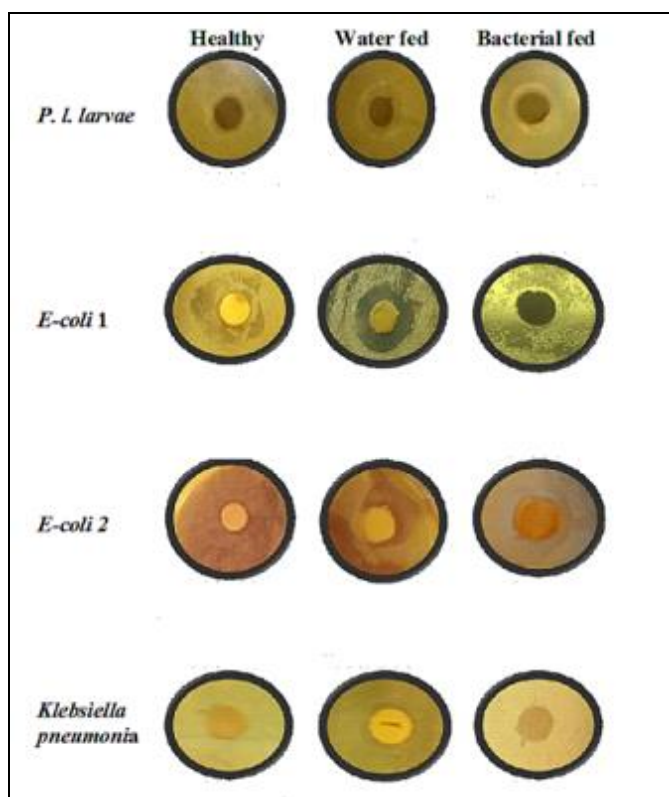 Healthy Water fed Bacterial fed
P. l. larvae
E-coli 1
E-coli 2
Klebsiella
pneumonia